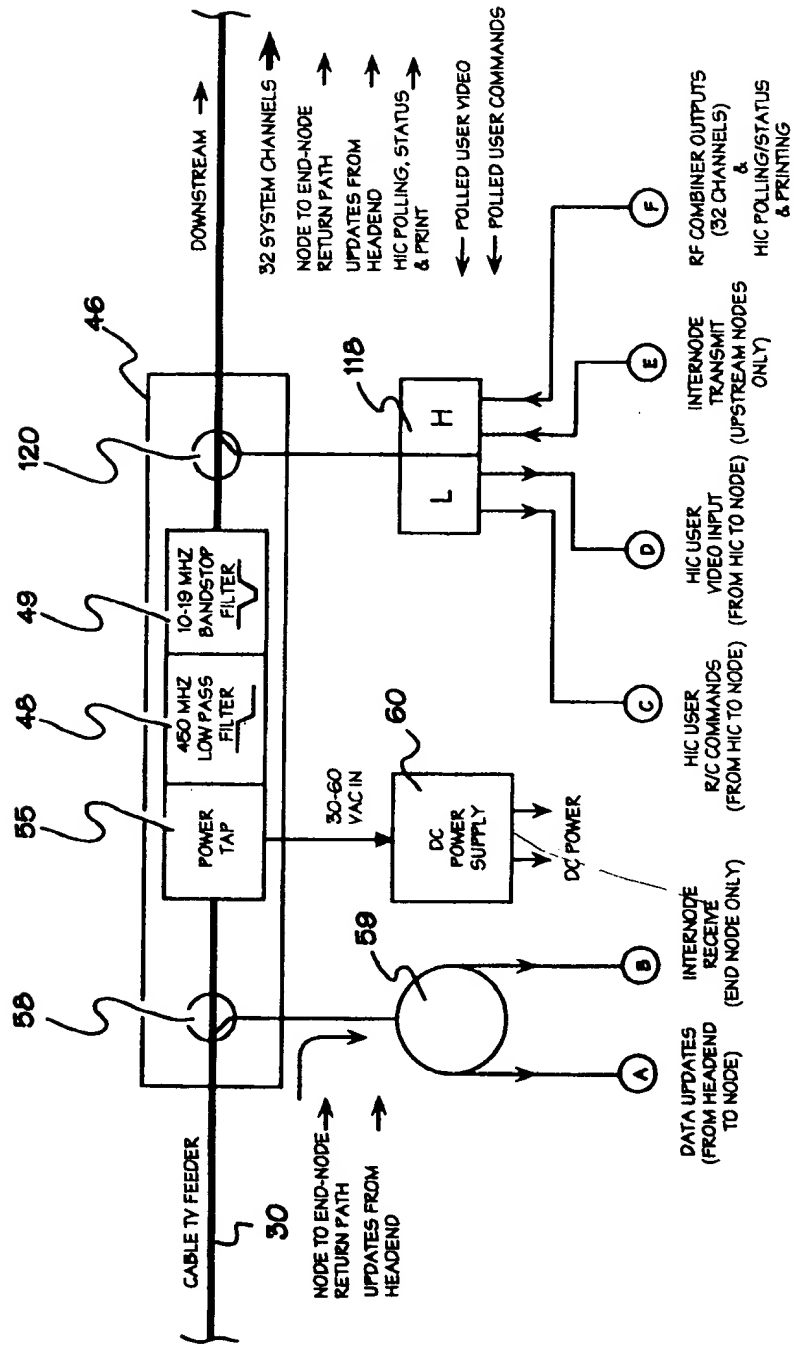 46
120
49
48
55
58
CABLE TV FEEDER
30
POWER
TAP
450 MHZ
LOW PASS
FILTER
10-19 MHZ
BANDSTOP
FILTER
DOWNSTREAM
NODE TO END-NODE
RETURN PATH
UPDATES FROM
HEADEND
59
30-60
VAC IN
60
DC
POWER
SUPPLY
DC POWER
118
L
H
32 SYSTEM CHANNELS
NODE TO END-NODE
RETURN PATH
UPDATES FROM
HEADEND
HIC POLLING, STATUS
& PRINT
POLLED USER VIDEO
POLLED USER COMMANDS
A
DATA UPDATES
(FROM HEADEND
TO NODE)
B
INTERNODE
RECEIVE
(END NODE ONLY)
C
HIC USER
R/C COMMANDS
(FROM HIC TO NODE)
D
HIC USER
VIDEO INPUT
(FROM HIC TO NODE)
E
INTERNODE
TRANSMIT
(UPSTREAM NODES
ONLY)
F
RF COMBINER OUTPUTS
(32 CHANNELS)
&
HIC POLLING/STATUS
& PRINTING